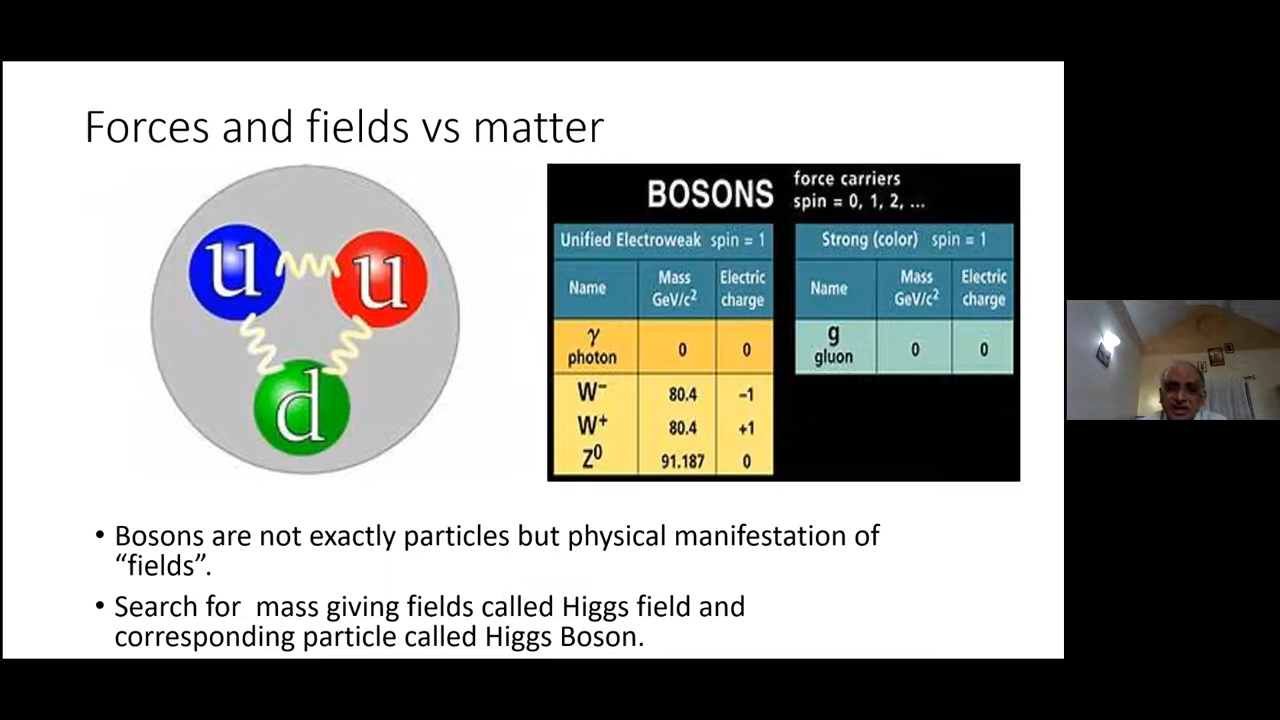 Forces and fields vs matter
u
u
d
BOSONS
force carriers
spin = 0, 1, 2, ...
Unified Electroweak spin = 1
Name Mass GeV/c² Electric charge
γ photon 0 0
W⁻ 80.4 –1
W⁺ 80.4 +1
Z⁰ 91.187 0
Strong (color) spin = 1
Name Mass GeV/c² Electric charge
g gluon 0 0
• Bosons are not exactly particles but physical manifestation of
“fields”.
• Search for mass giving fields called Higgs field and
corresponding particle called Higgs Boson.